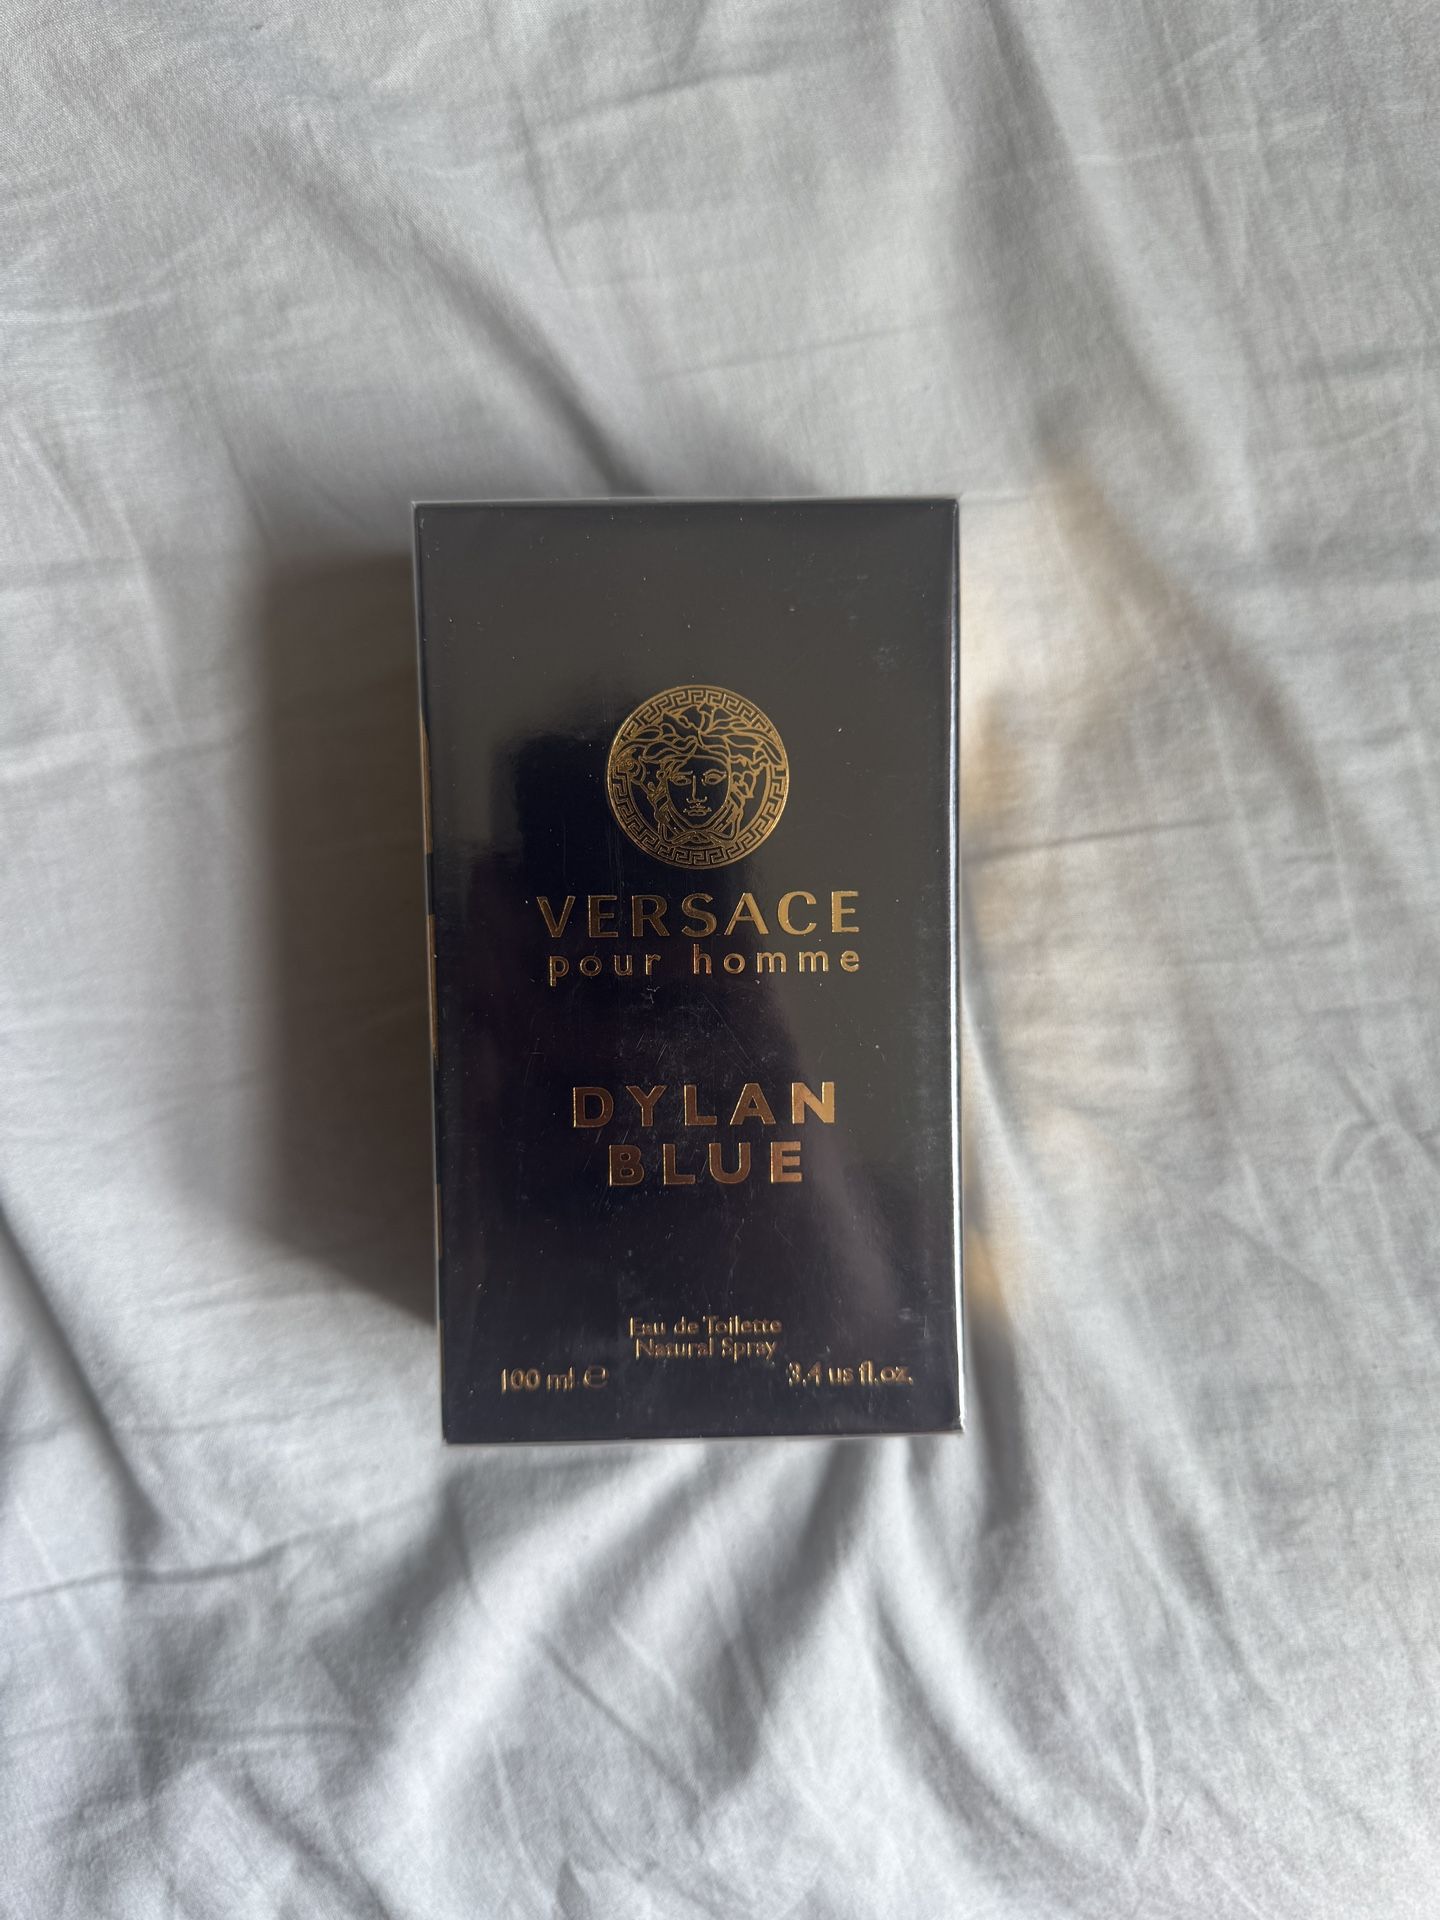 VERSACE
pour homme
DYLAN
BLUE
Eau de Toilette
Natural Spray
100 ml ℮
3.4 us fl.oz.